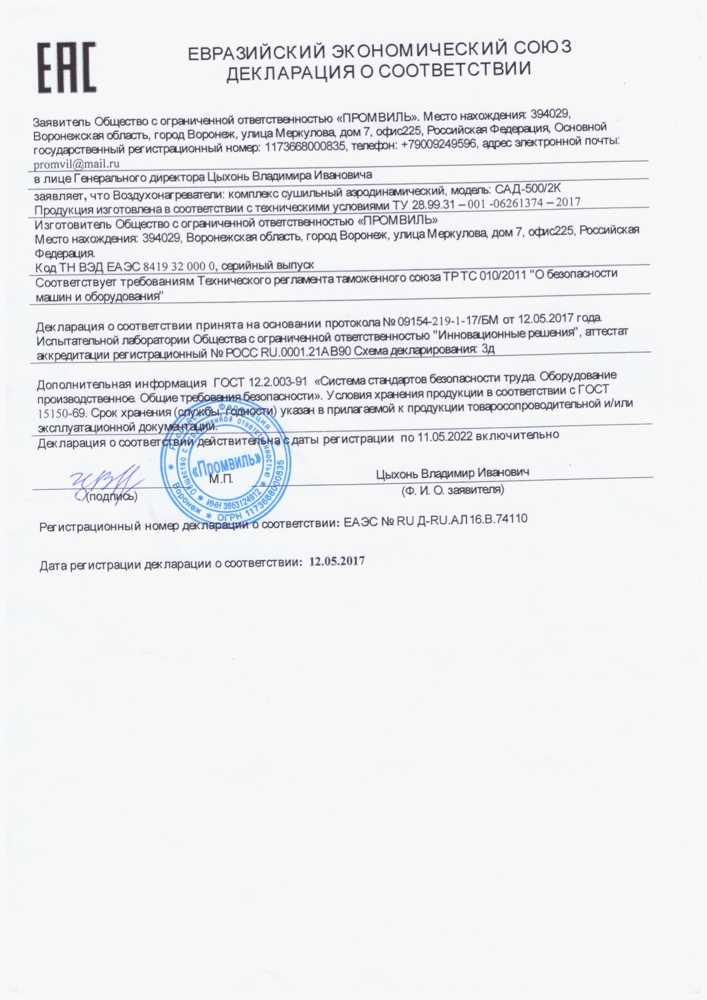 ЕАС
ЕВРАЗИЙСКИЙ ЭКОНОМИЧЕСКИЙ СОЮЗ
ДЕКЛАРАЦИЯ О СООТВЕТСТВИИ
Заявитель Общество с ограниченной ответственностью «ПРОМВИЛЬ». Место нахождения: 394029,
Воронежская область, город Воронеж, улица Меркулова, дом 7, офис225, Российская Федерация, Основной
государственный регистрационный номер: 1173668000835, телефон: +79009249596, адрес электронной почты:
promvil@mail.ru
в лице Генерального директора Цыхонь Владимира Ивановича
заявляет, что Воздухонагреватели: комплекс сушильный аэродинамический, модель: САД-500/2К
Продукция изготовлена в соответствии с техническими условиями ТУ 28.99.31 – 001 -06261374 – 2017
Изготовитель Общество с ограниченной ответственностью «ПРОМВИЛЬ»
Место нахождения: 394029, Воронежская область, город Воронеж, улица Меркулова, дом 7, офис225, Российская
Федерация.
Код ТН ВЭД ЕАЭС 8419 32 000 0, серийный выпуск
Соответствует требованиям Технического регламента таможенного союза ТР ТС 010/2011 "О безопасности
машин и оборудования"
Декларация о соответствии принята на основании протокола № 09154-219-1-17/БМ от 12.05.2017 года.
Испытательной лаборатории Общества с ограниченной ответственностью "Инновационные решения", аттестат
аккредитации регистрационный № РОСС RU.0001.21АВ90 Схема декларирования: 3д
Дополнительная информация ГОСТ 12.2.003-91 «Система стандартов безопасности труда. Оборудование
производственное. Общие требования безопасности». Условия хранения продукции в соответствии с ГОСТ
15150-69. Срок хранения (службы, годности) указан в прилагаемой к продукции товаросопроводительной и/или
эксплуатационной документации.
Декларация о соответствии действительна с даты регистрации по 11.05.2022 включительно
Российская Федерация
Общество с ограниченной ответственностью
«Промвиль»
ИНН 3663124912
Воронеж * ОГРН 1173668000835
М.П.
Цыхонь Владимир Иванович
(подпись)
(Ф. И. О. заявителя)
Регистрационный номер декларации о соответствии: ЕАЭС № RU Д-RU.АЛ16.В.74110
Дата регистрации декларации о соответствии: 12.05.2017